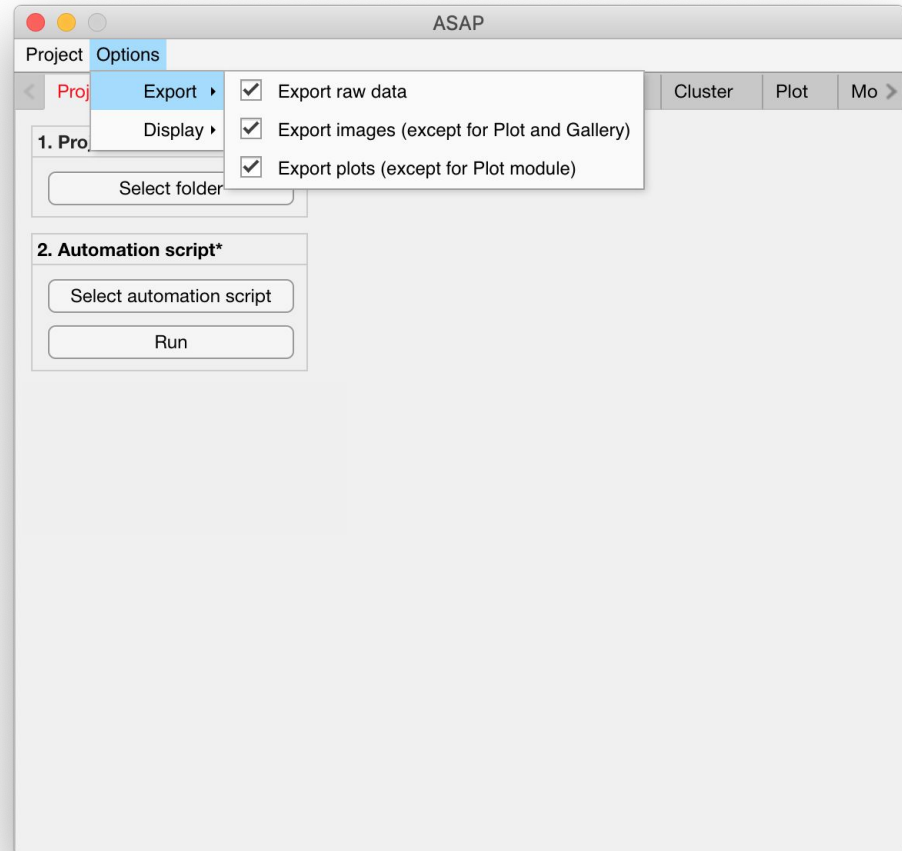 ASAP
Project Options
Proj Cluster Plot Mo
Export Export raw data
Display Export images (except for Plot and Gallery)
Export plots (except for Plot module)
1. Pro
Select folder
2. Automation script*
Select automation script
Run